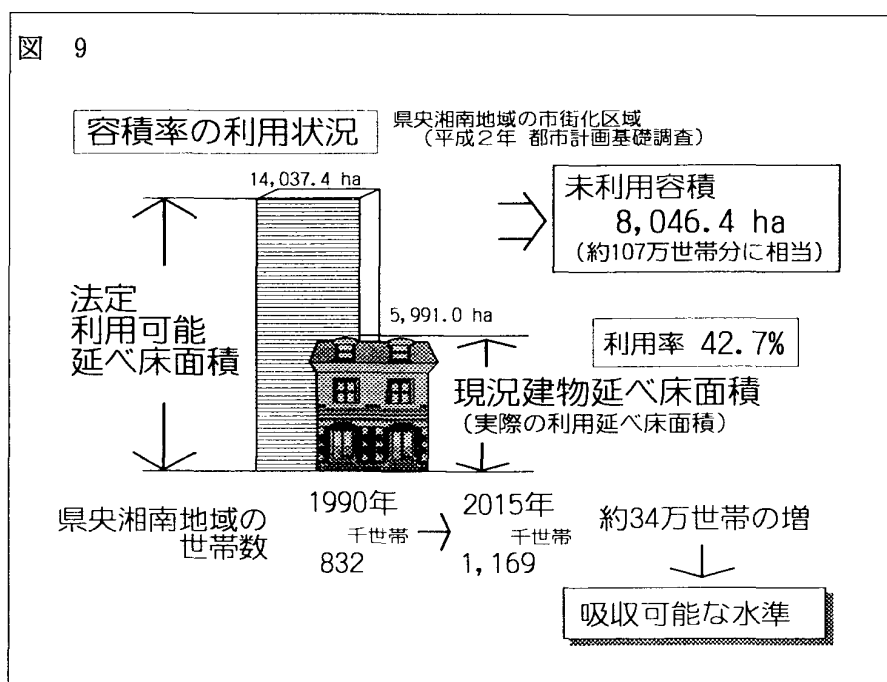 図 9
容積率の利用状況
県央湘南地域の市街化区域
(平成2年 都市計画基礎調査)
14,037.4 ha
未利用容積
8,046.4 ha
(約107万世帯分に相当)
法定
利用可能
延べ床面積
5,991.0 ha
利用率 42.7%
現況建物延べ床面積
(実際の利用延べ床面積)
県央湘南地域の
世帯数
1990年
千世帯
832
2015年
千世帯
1,169
約34万世帯の増
吸収可能な水準